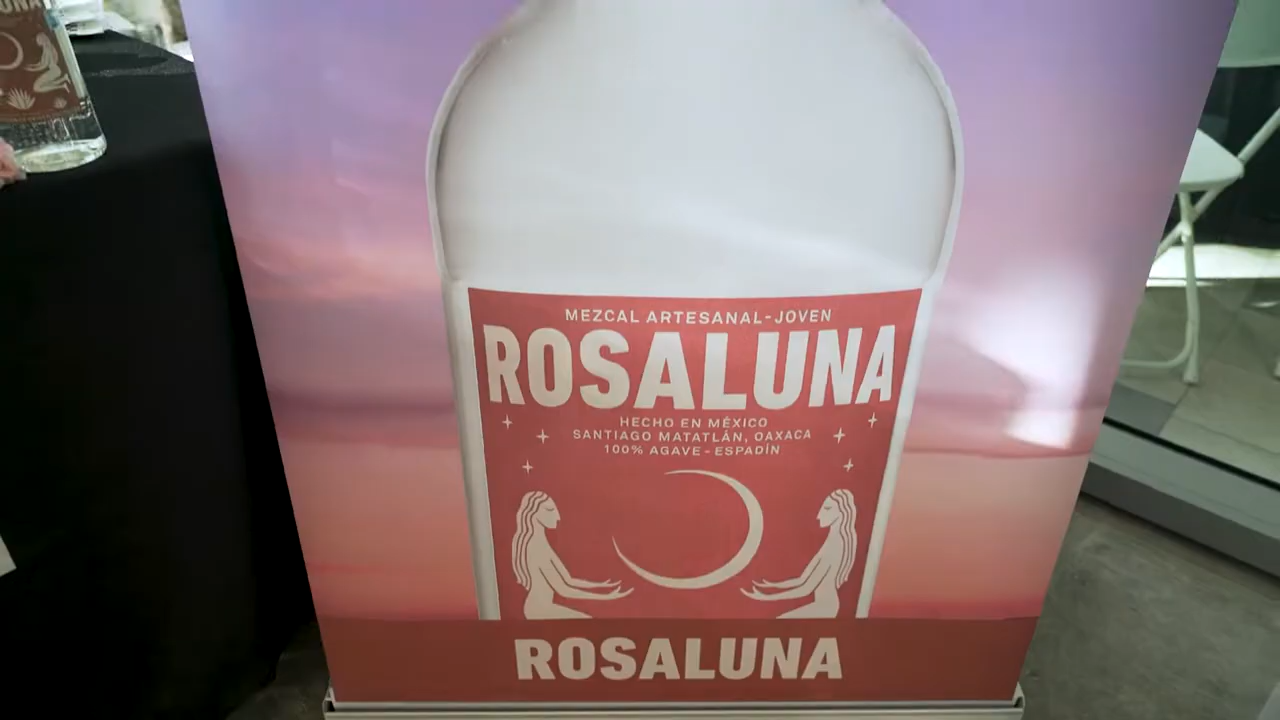 MEZCAL ARTESANAL-JOVEN
ROSALUNA
HECHO EN MÉXICO
SANTIAGO MATATLÁN, OAXACA
100% AGAVE - ESPADÍN
ROSALUNA